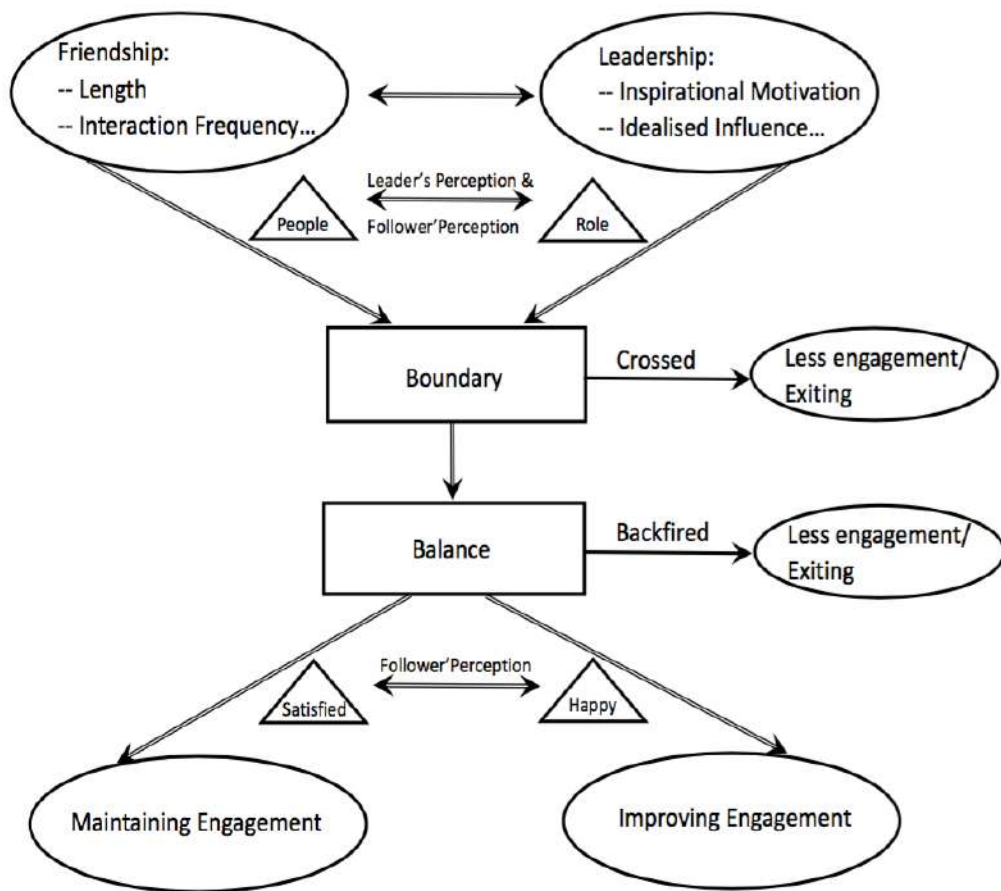 Friendship:
-- Length
-- Interaction Frequency...
Leadership:
-- Inspirational Motivation
-- Idealised Influence...
Leader's Perception &
People
Follower'Perception
Role
Boundary
Crossed
Less engagement/
Exiting
Balance
Backfired
Less engagement/
Exiting
Follower'Perception
Satisfied
Happy
Maintaining Engagement
Improving Engagement